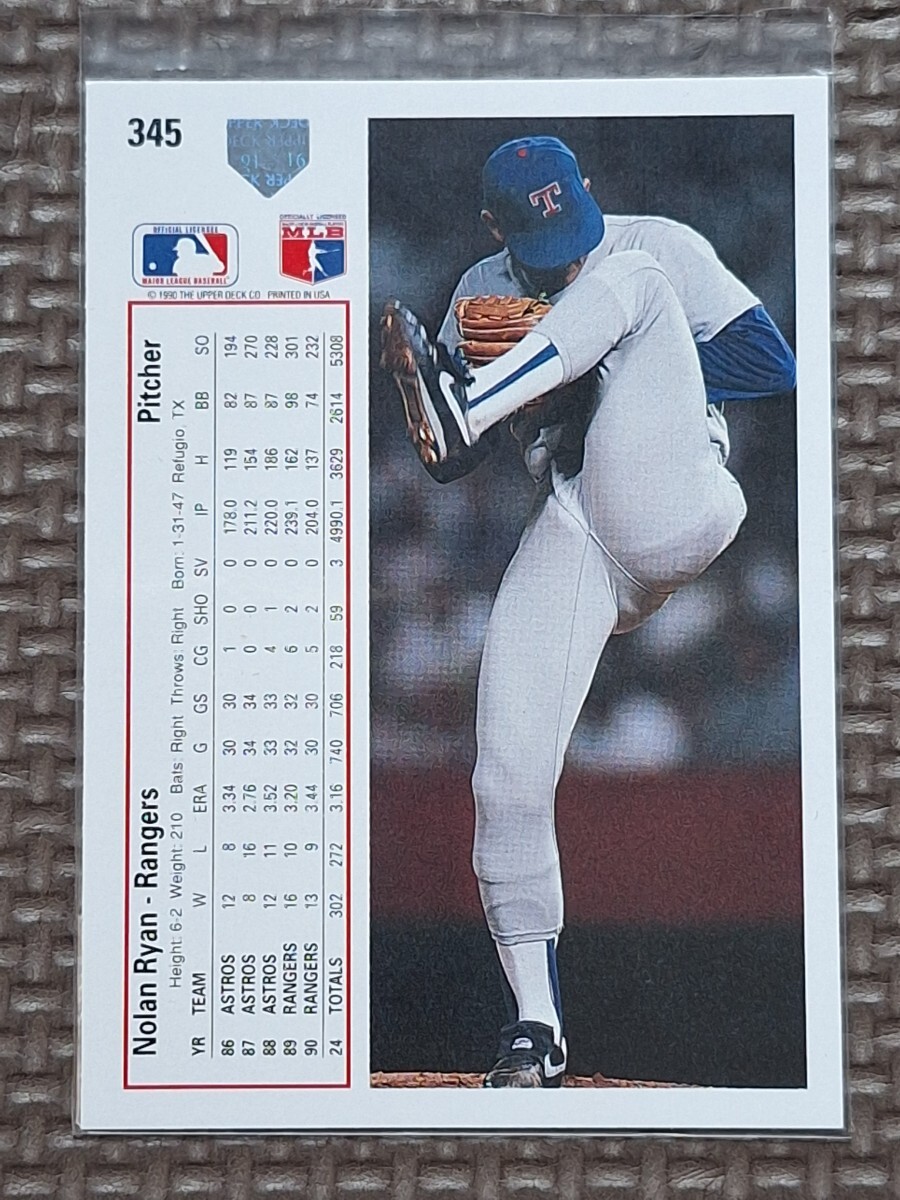 345
OFFICIAL LICENSEE
MAJOR LEAGUE BASEBALL
OFFICIALLY LICENSED
MLB
© 1990 THE UPPER DECK CO. PRINTED IN USA
T
Nolan Ryan - Rangers Pitcher
Height: 6-2 Weight: 210 Bats: Right Throws: Right Born: 1-31-47 Refugio, TX
YR TEAM W L ERA G GS CG SHO SV IP H BB SO
86 ASTROS 12 8 3.34 30 30 1 0 0 178.0 119 82 194
87 ASTROS 8 16 2.76 34 34 0 0 0 211.2 154 87 270
88 ASTROS 12 11 3.52 33 33 4 1 0 220.0 186 87 228
89 RANGERS 16 10 3.20 32 32 6 2 0 239.1 162 98 301
90 RANGERS 13 9 3.44 30 30 5 2 0 204.0 137 74 232
24 TOTALS 302 272 3.16 740 706 218 59 3 4990.1 3629 2614 5308